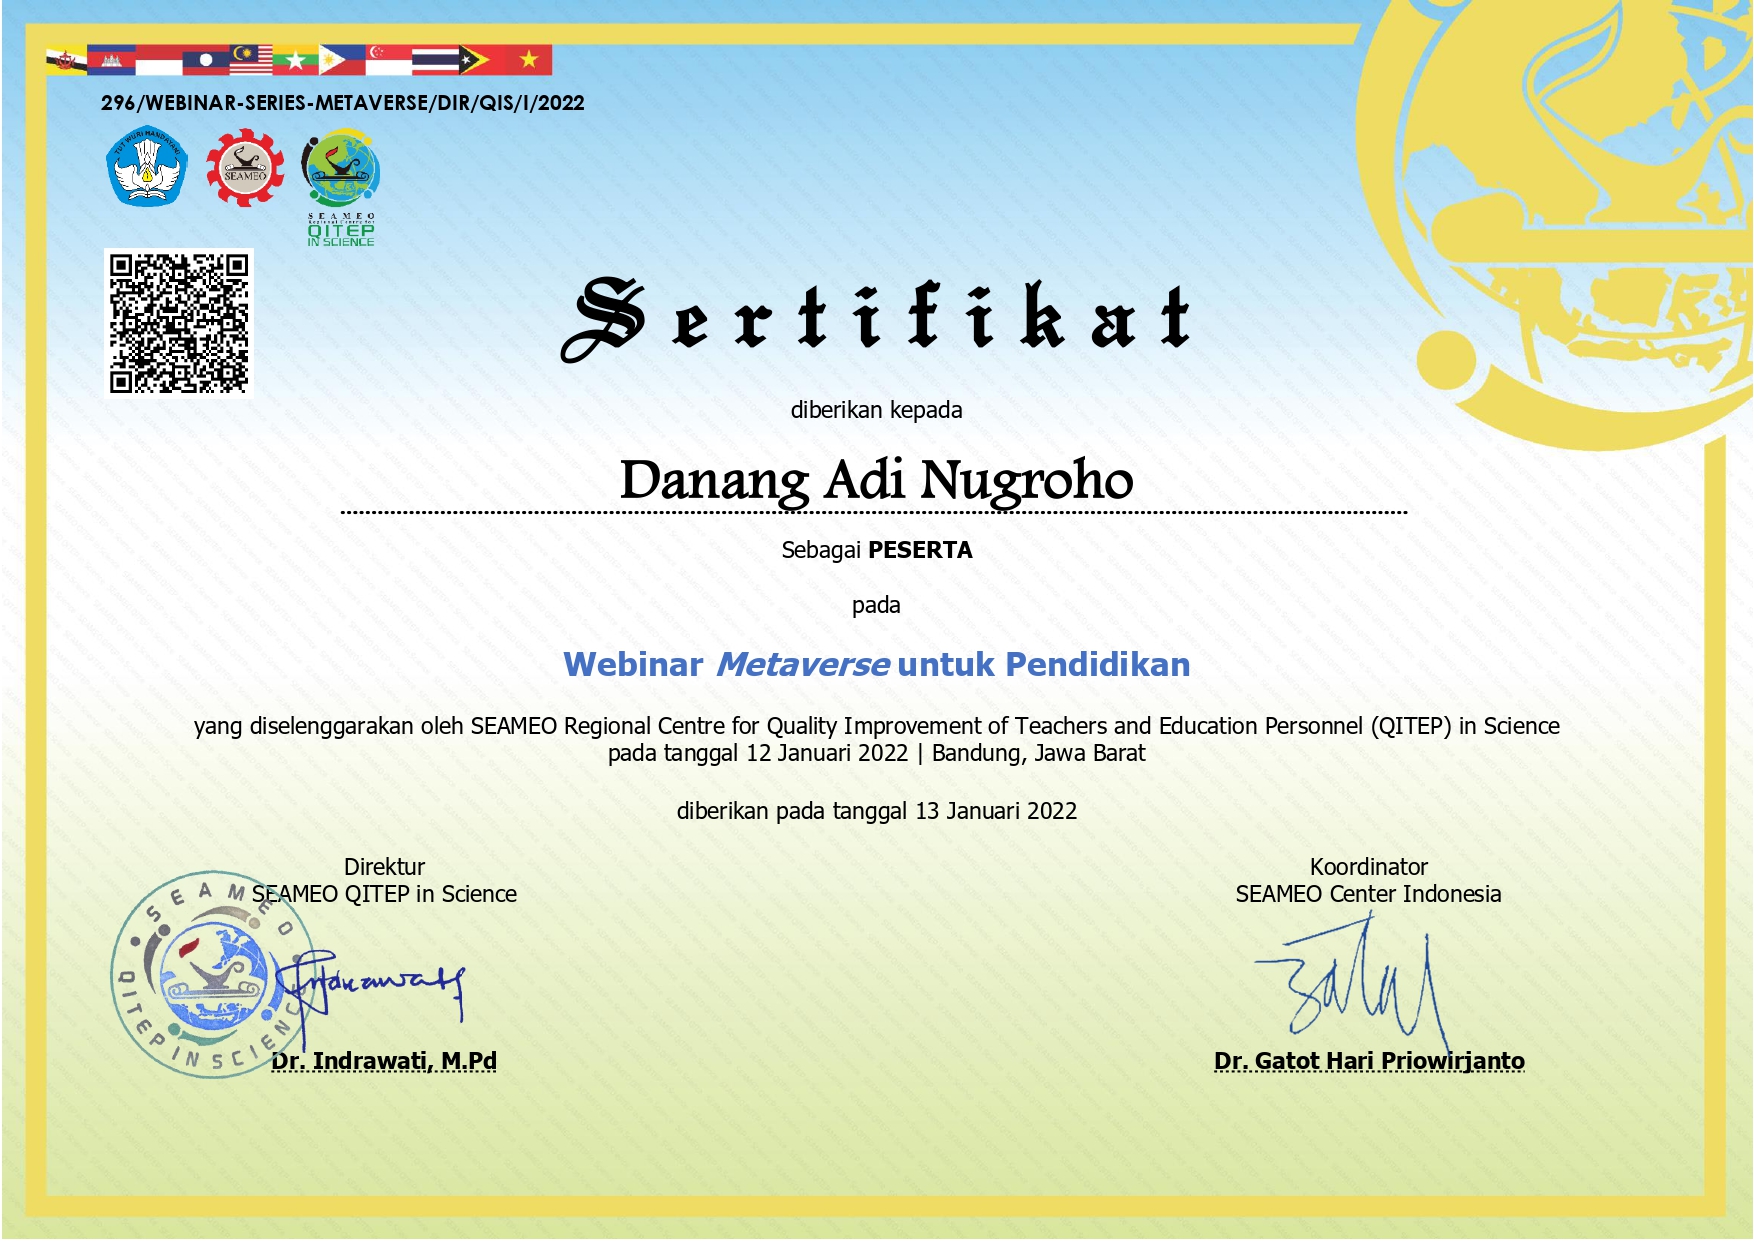 296/WEBINAR-SERIES-METAVERSE/DIR/QIS/I/2022
TUT WURI HANDAYANI
SEAMEO
SEAMEO
Regional Centre for
QITEP
IN SCIENCE
Sertifikat
diberikan kepada
Danang Adi Nugroho
Sebagai PESERTA
pada
Webinar Metaverse untuk Pendidikan
yang diselenggarakan oleh SEAMEO Regional Centre for Quality Improvement of Teachers and Education Personnel (QITEP) in Science
pada tanggal 12 Januari 2022 | Bandung, Jawa Barat
diberikan pada tanggal 13 Januari 2022
Direktur
SEAMEO QITEP in Science
SEAMEO
QITEP IN SCIENCE
Dr. Indrawati, M.Pd
Koordinator
SEAMEO Center Indonesia
Dr. Gatot Hari Priowirjanto